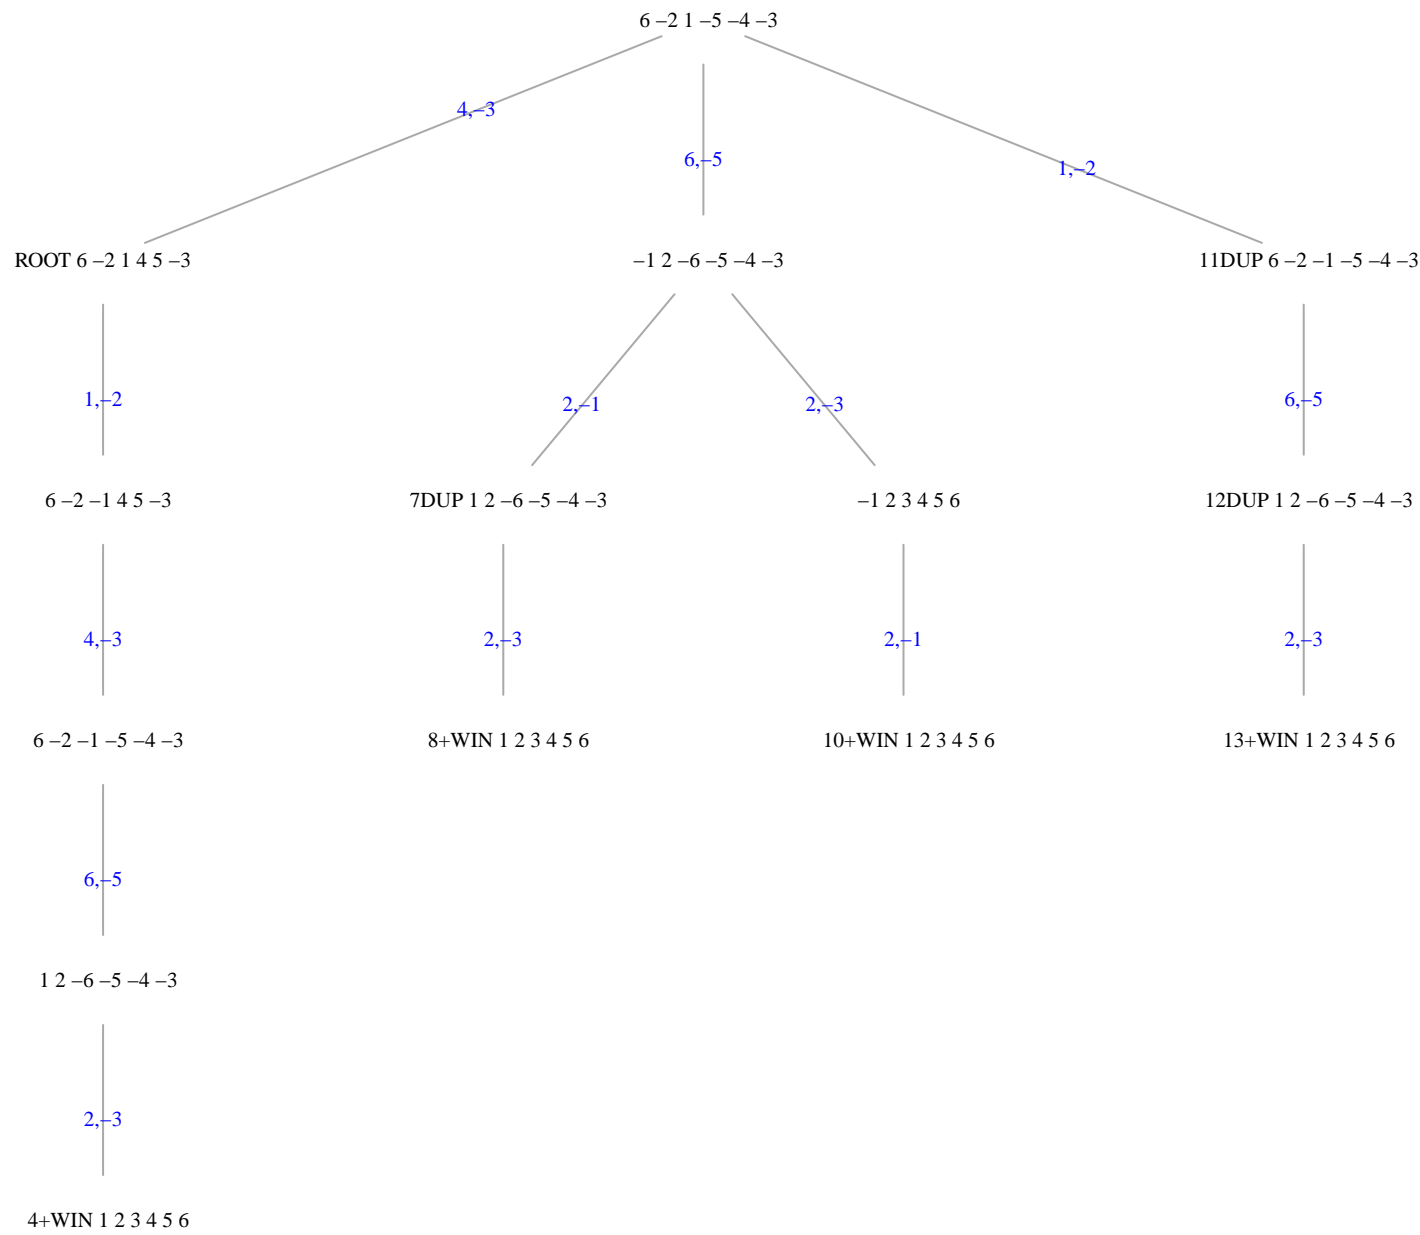 6 –2 1 –5 –4 –3
4,–3
6,–5
1,–2
ROOT 6 –2 1 4 5 –3
–1 2 –6 –5 –4 –3
11DUP 6 –2 –1 –5 –4 –3
1,–2
2,–1
2,–3
6,–5
6 –2 –1 4 5 –3
7DUP 1 2 –6 –5 –4 –3
–1 2 3 4 5 6
12DUP 1 2 –6 –5 –4 –3
4,–3
2,–3
2,–1
2,–3
6 –2 –1 –5 –4 –3
8+WIN 1 2 3 4 5 6
10+WIN 1 2 3 4 5 6
13+WIN 1 2 3 4 5 6
6,–5
1 2 –6 –5 –4 –3
2,–3
4+WIN 1 2 3 4 5 6